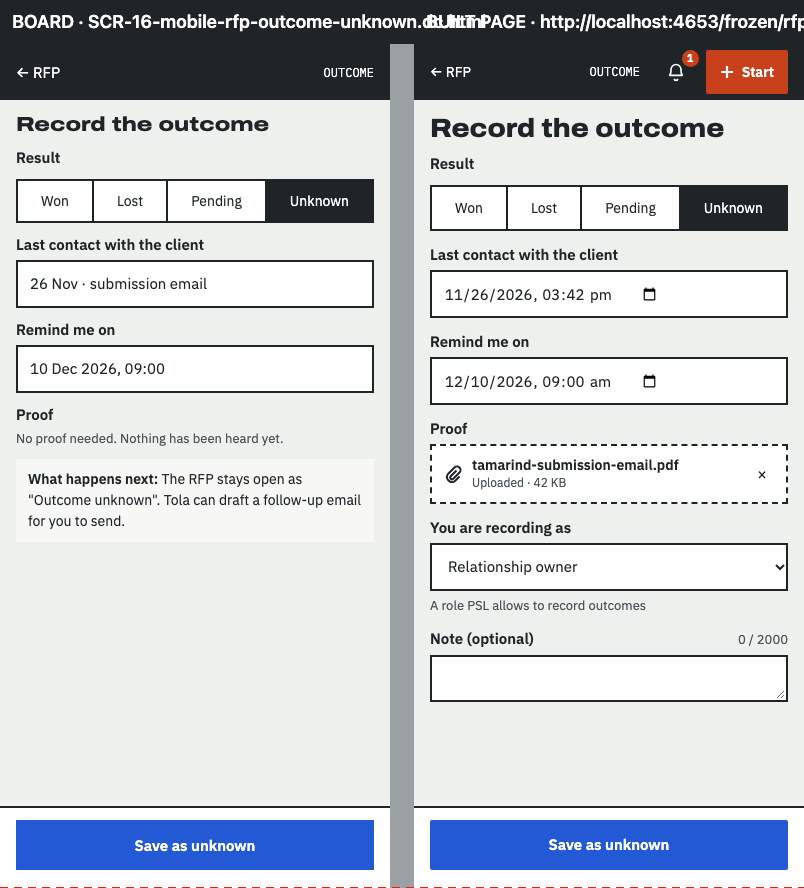 BOARD · SCR-16-mobile-rfp-outcome-unknown.dc.html
← RFP
OUTCOME
Record the outcome
Result
Won
Lost
Pending
Unknown
Last contact with the client
26 Nov · submission email
Remind me on
10 Dec 2026, 09:00
Proof
No proof needed. Nothing has been heard yet.
What happens next: The RFP stays open as
"Outcome unknown". Tola can draft a follow-up email
for you to send.
Save as unknown
BUILT PAGE · http://localhost:4653/frozen/rfp
← RFP
OUTCOME
1
+ Start
Record the outcome
Result
Won
Lost
Pending
Unknown
Last contact with the client
11/26/2026, 03:42 pm
Remind me on
12/10/2026, 09:00 am
Proof
tamarind-submission-email.pdf
Uploaded · 42 KB
×
You are recording as
Relationship owner
A role PSL allows to record outcomes
Note (optional)
0 / 2000
Save as unknown